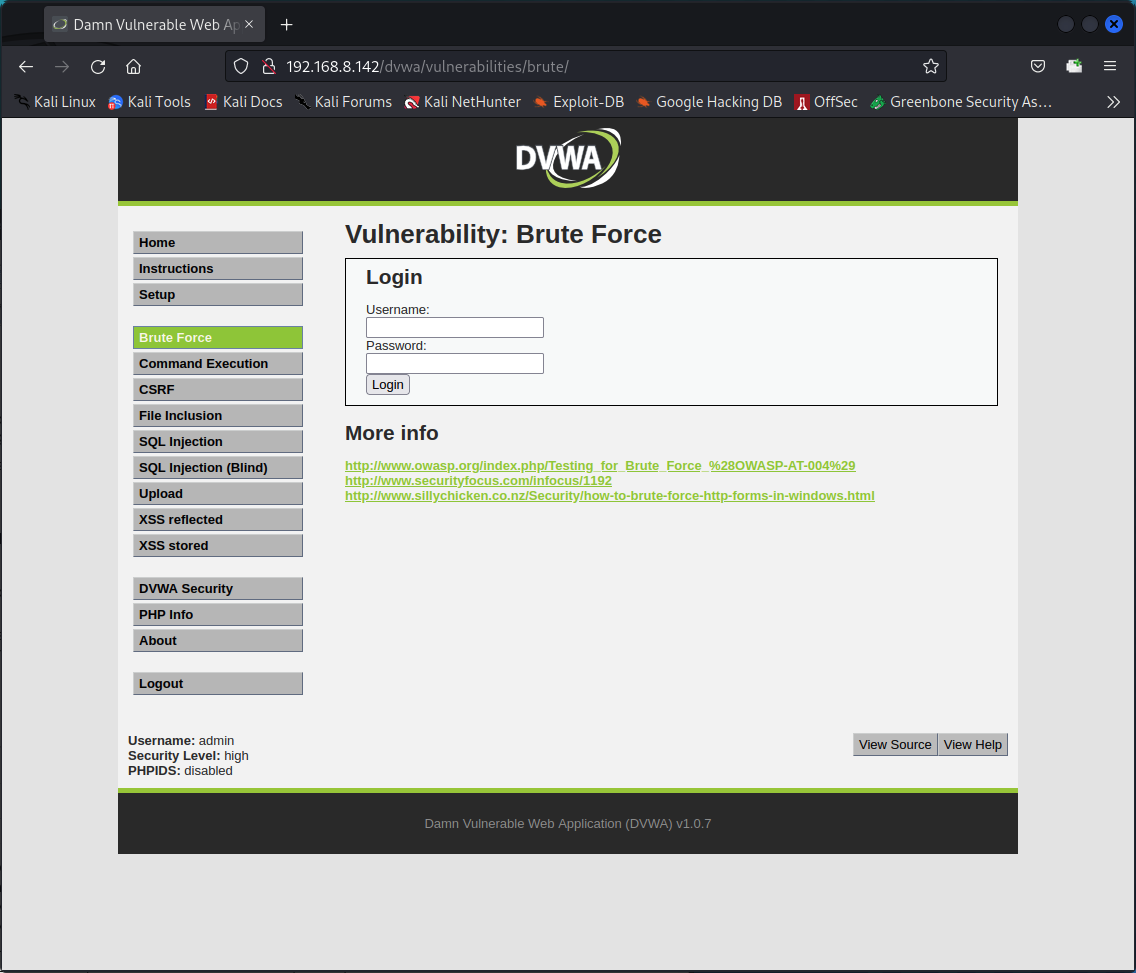 Damn Vulnerable Web Ap
192.168.8.142/dvwa/vulnerabilities/brute/
Kali Linux Kali Tools Kali Docs Kali Forums Kali NetHunter Exploit-DB Google Hacking DB OffSec Greenbone Security As…
DVWA
Home
Instructions
Setup
Brute Force
Command Execution
CSRF
File Inclusion
SQL Injection
SQL Injection (Blind)
Upload
XSS reflected
XSS stored
DVWA Security
PHP Info
About
Logout
Vulnerability: Brute Force
Login
Username:
Password:
Login
More info
http://www.owasp.org/index.php/Testing_for_Brute_Force_%28OWASP-AT-004%29
http://www.securityfocus.com/infocus/1192
http://www.sillychicken.co.nz/Security/how-to-brute-force-http-forms-in-windows.html
Username: admin
Security Level: high
PHPIDS: disabled
View Source View Help
Damn Vulnerable Web Application (DVWA) v1.0.7